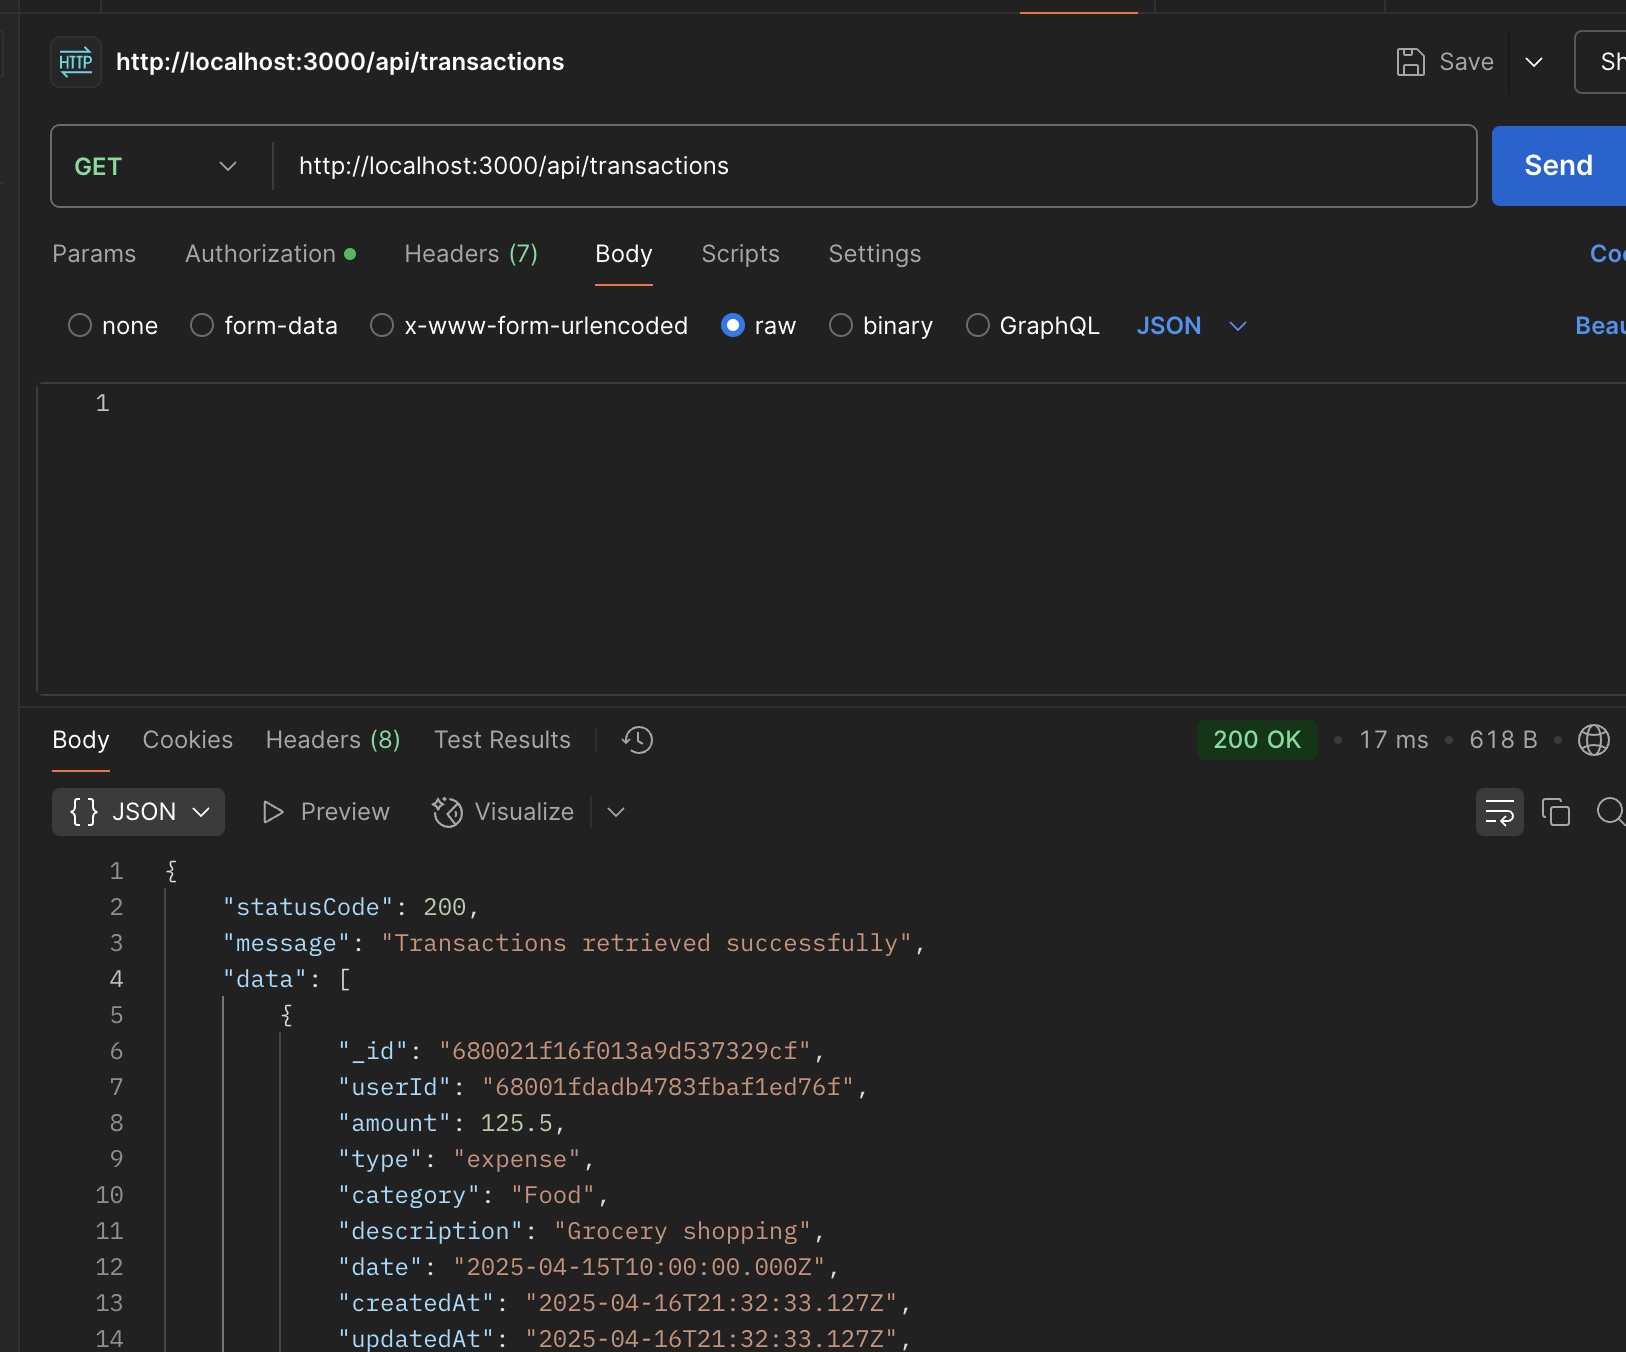 HTTP http://localhost:3000/api/transactions Save
GET http://localhost:3000/api/transactions Send
Params Authorization Headers (7) Body Scripts Settings
none form-data x-www-form-urlencoded raw binary GraphQL JSON
1
Body Cookies Headers (8) Test Results 200 OK • 17 ms • 618 B •
{} JSON Preview Visualize
1 {
2 "statusCode": 200,
3 "message": "Transactions retrieved successfully",
4 "data": [
5 {
6 "_id": "680021f16f013a9d537329cf",
7 "userId": "68001fdadb4783fbaf1ed76f",
8 "amount": 125.5,
9 "type": "expense",
10 "category": "Food",
11 "description": "Grocery shopping",
12 "date": "2025-04-15T10:00:00.000Z",
13 "createdAt": "2025-04-16T21:32:33.127Z",
14 "updatedAt": "2025-04-16T21:32:33.127Z",